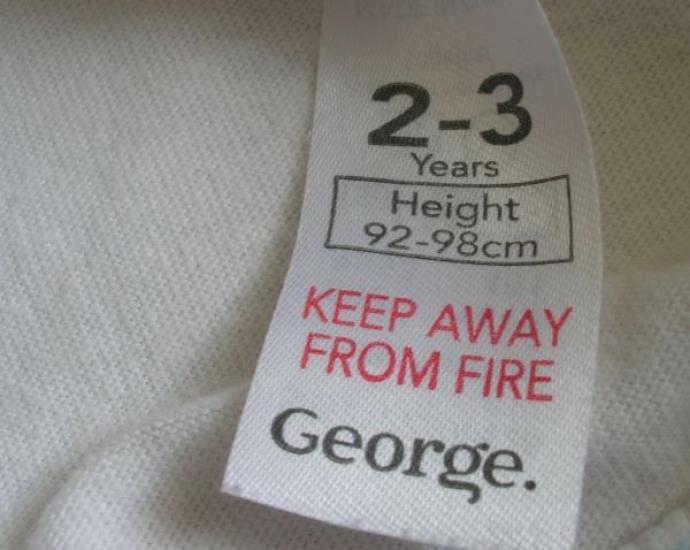 2-3
Years
Height
92-98cm
KEEP AWAY
FROM FIRE
George.